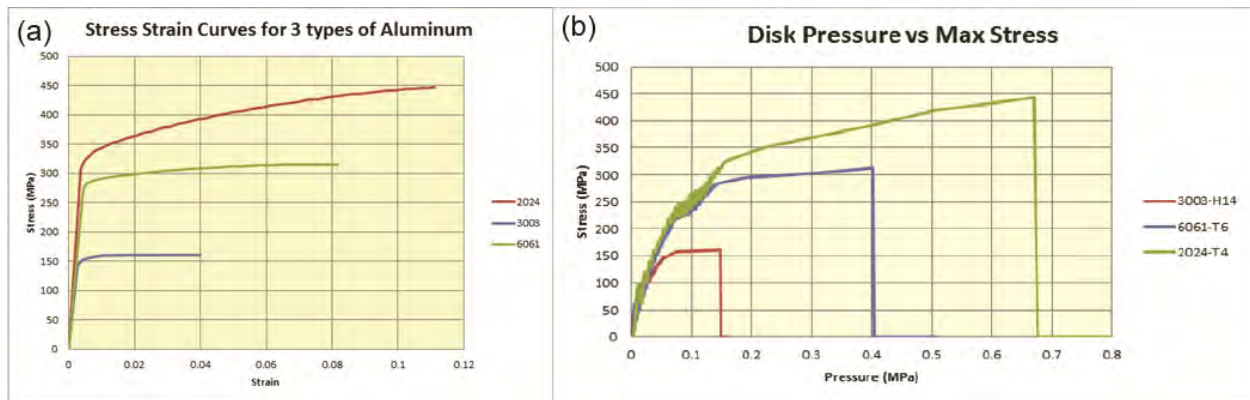 (a)
Stress Strain Curves for 3 types of Aluminum
500
450
400
350
300
250
200
150
100
50
0
Stress (MPa)
0 0.02 0.04 0.06 0.08 0.1 0.12
Strain
2024
3003
6061
(b)
Disk Pressure vs Max Stress
500
450
400
350
300
250
200
150
100
50
0
Stress (MPa)
0 0.1 0.2 0.3 0.4 0.5 0.6 0.7 0.8
Pressure (MPa)
3003-H14
6061-T6
2024-T4